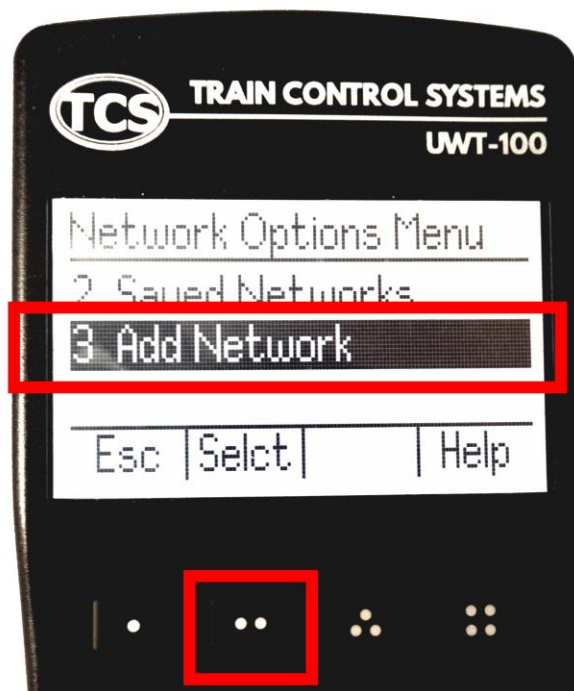 TCS
TRAIN CONTROL SYSTEMS
UWT-100
Network Options Menu
2 Saved Networks
3 Add Network
Esc Selct Help